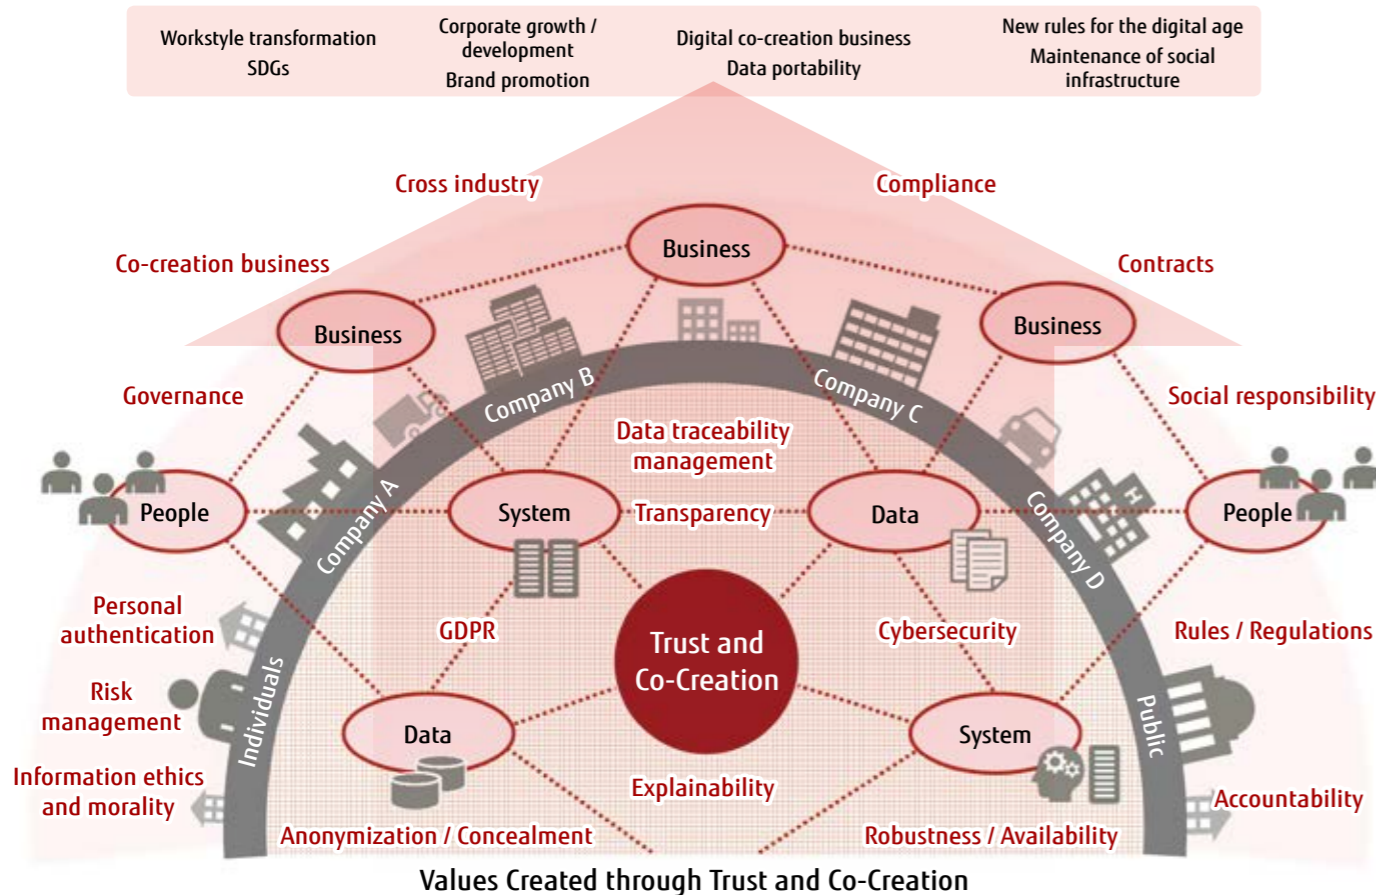 Workstyle transformation
SDGs
Corporate growth /
development
Brand promotion
Digital co-creation business
Data portability
New rules for the digital age
Maintenance of social
infrastructure
Cross industry
Compliance
Business
Co-creation business
Contracts
Business
Business
Governance
Company B
Company C
Social responsibility
Data traceability
management
People
Company A
System
Transparency
Data
Company D
H
People
Personal
authentication
GDPR
Trust and
Co-Creation
Cybersecurity
Rules / Regulations
Risk
management
Individuals
Data
System
Public
Information ethics
and morality
Explainability
Accountability
Anonymization / Concealment
Robustness / Availability
Values Created through Trust and Co-Creation